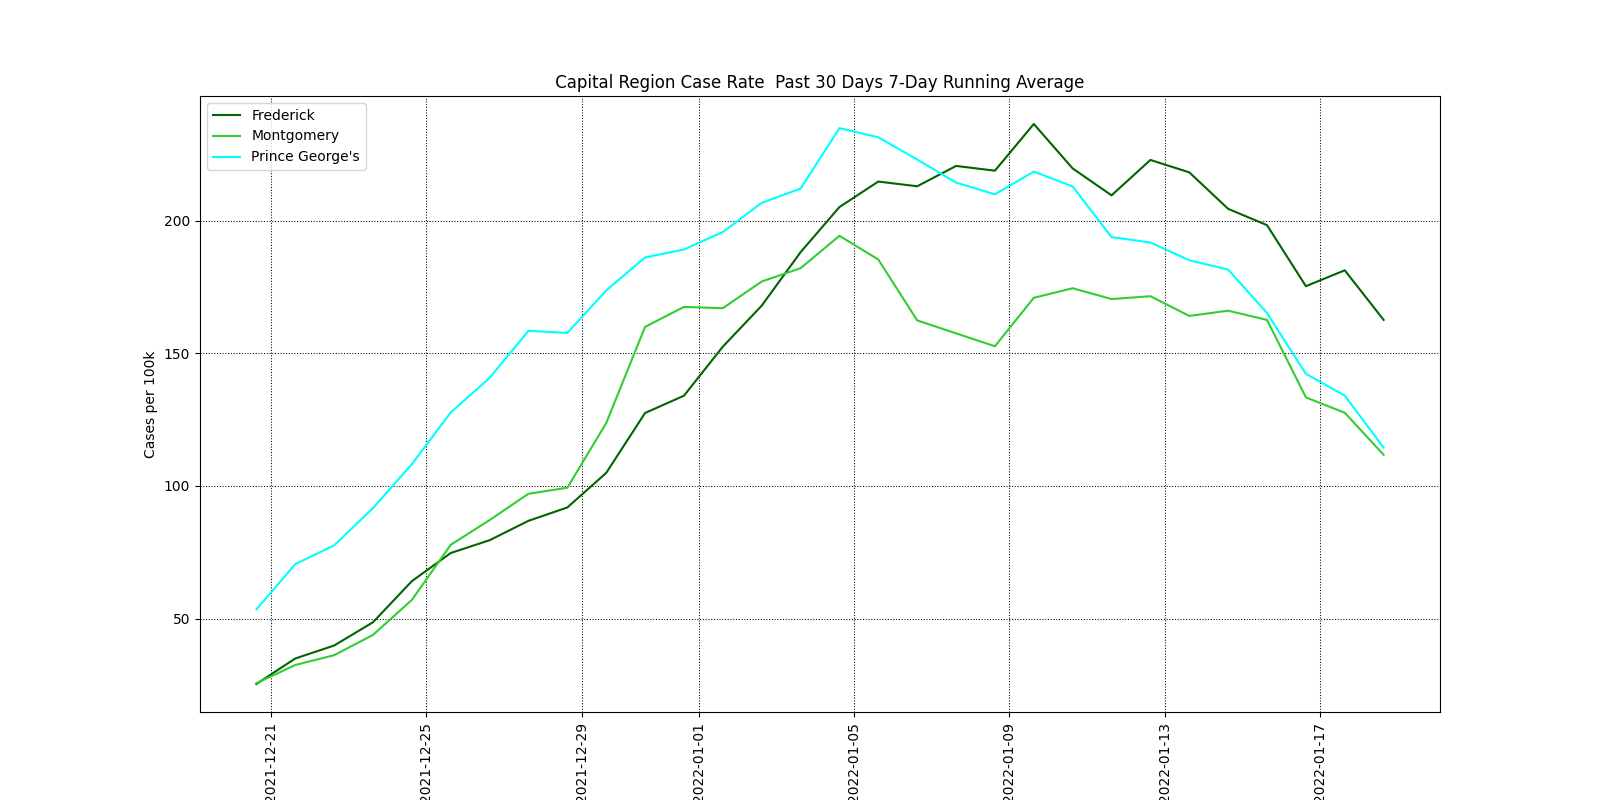 Capital Region Case Rate  Past 30 Days 7-Day Running Average
Frederick
Montgomery
Prince George's
Cases per 100k
200
150
100
50
2021-12-21
2021-12-25
2021-12-29
2022-01-01
2022-01-05
2022-01-09
2022-01-13
2022-01-17